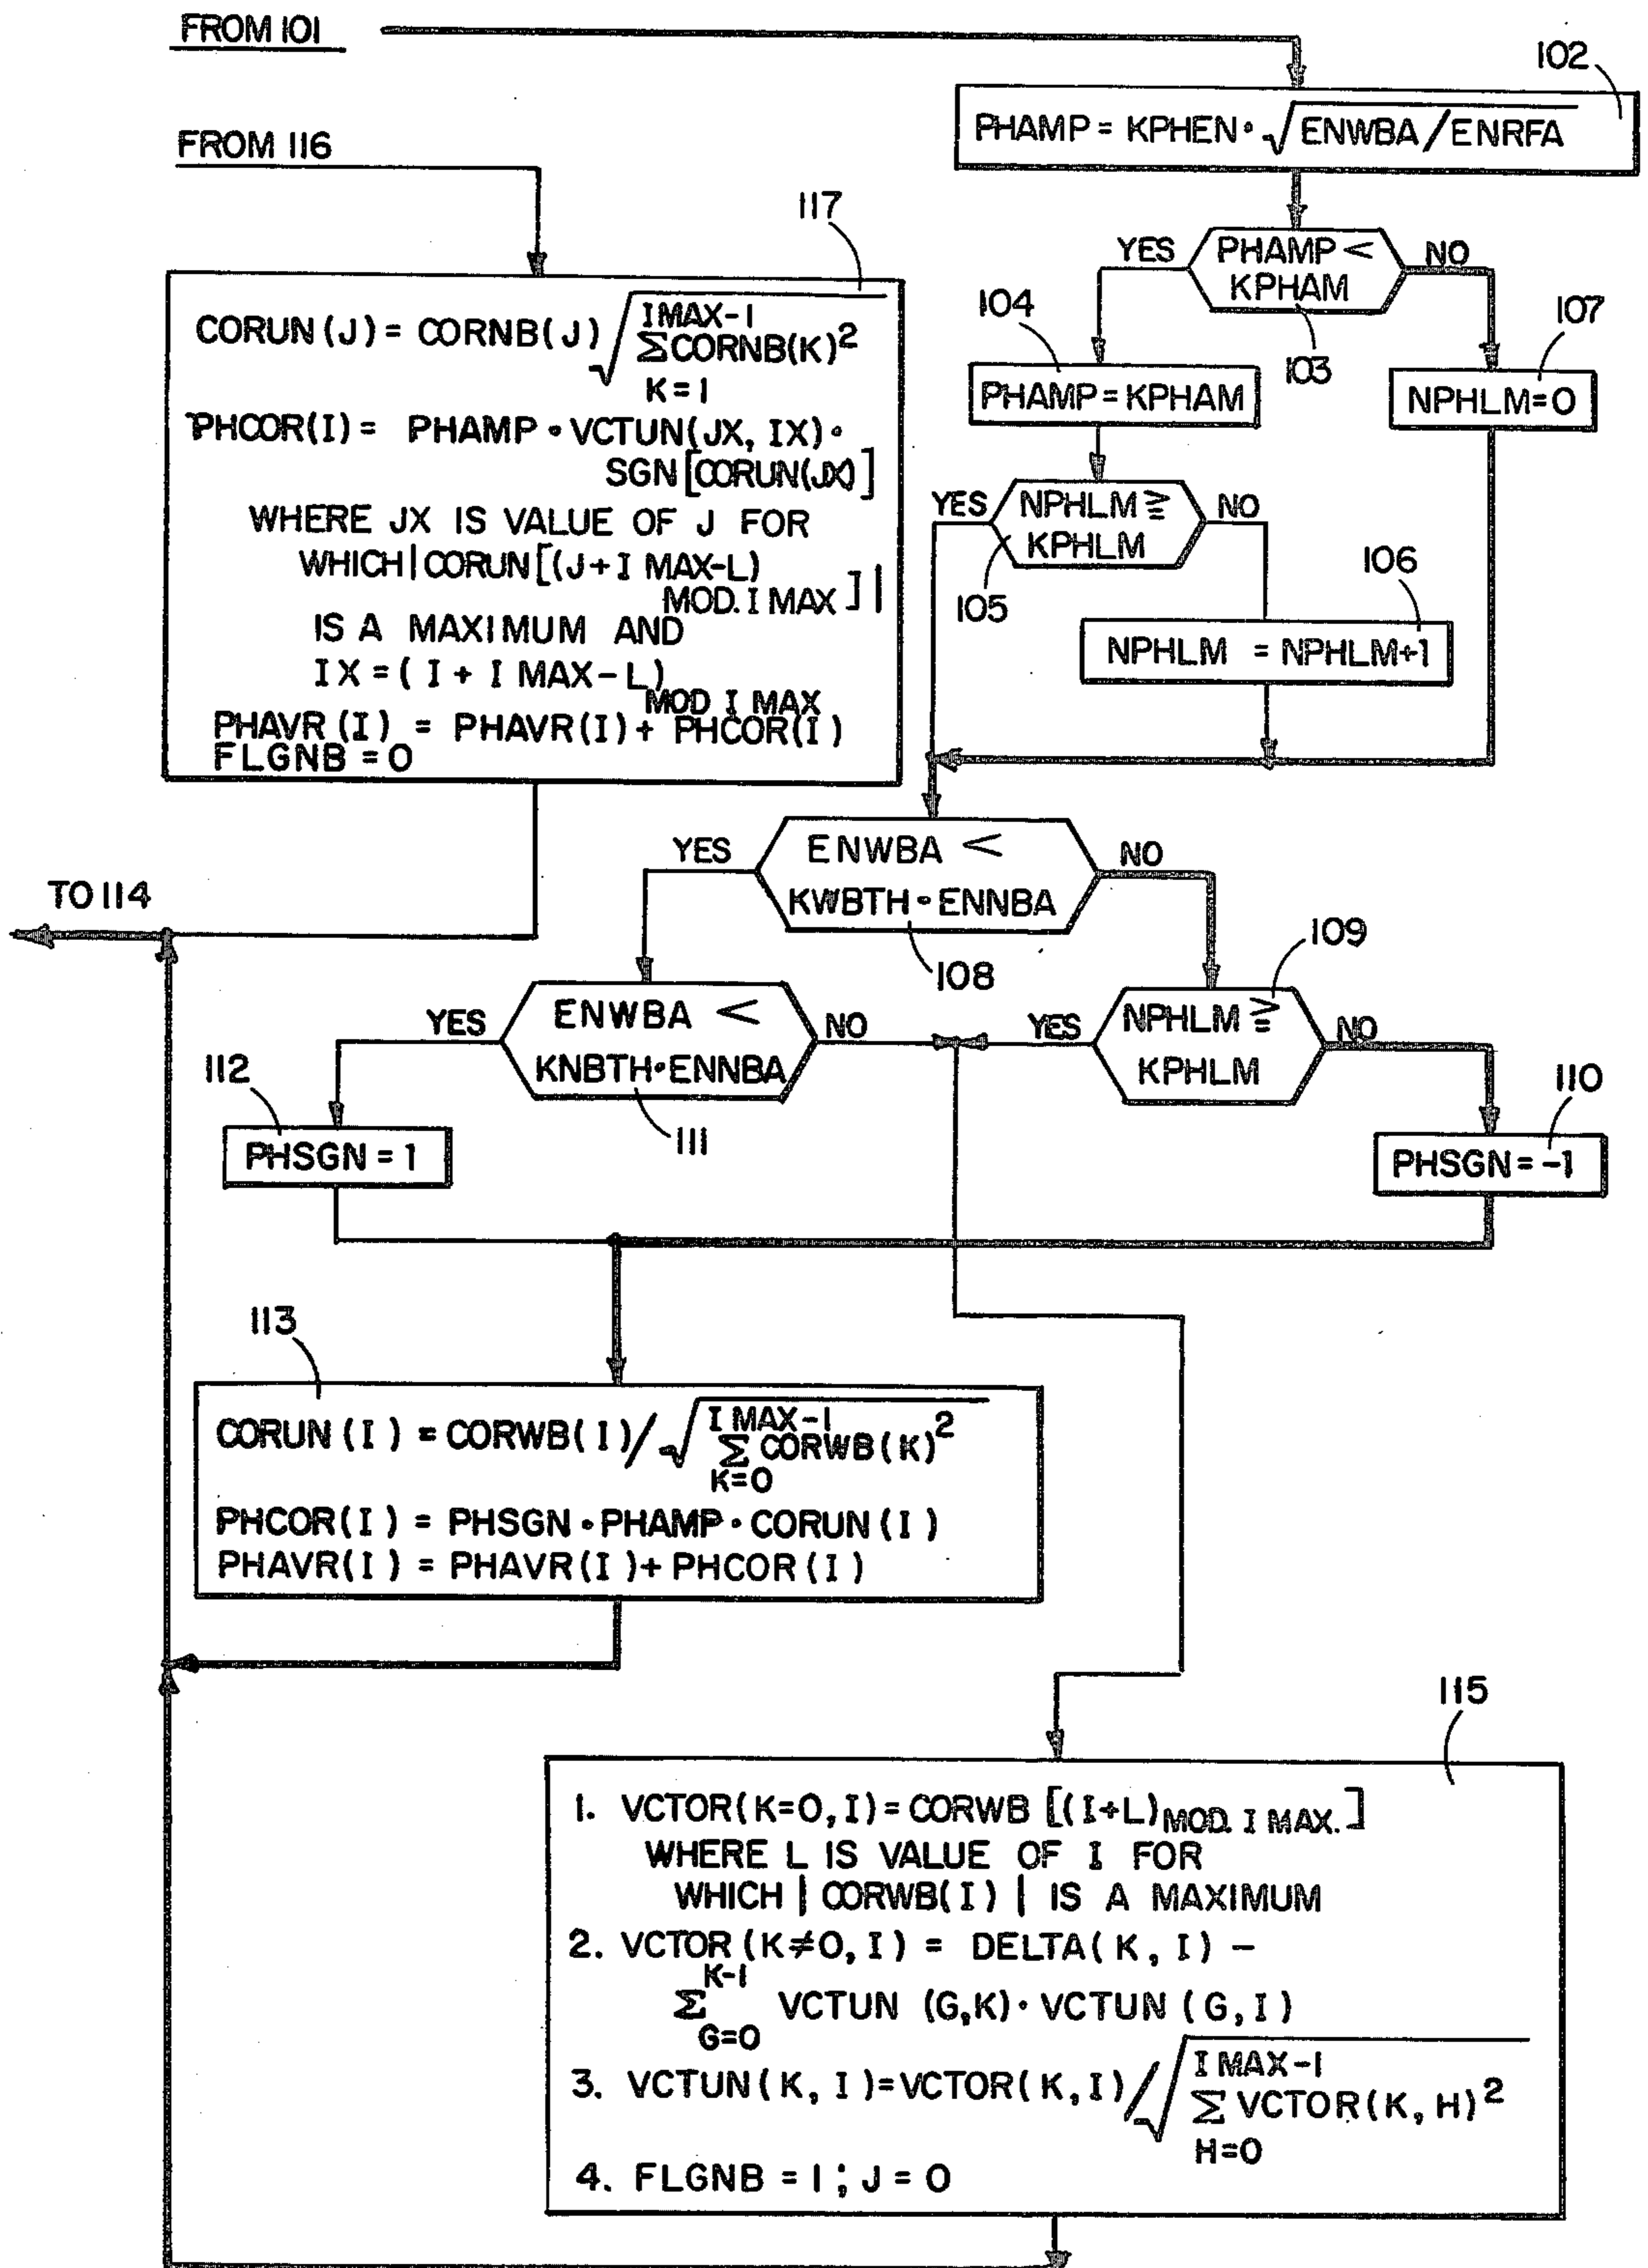 FROM 101
102
PHAMP = KPHEN • √ENWBA / ENRFA
FROM 116
117
CORUN (J) = CORNB (J) √ I MAX-1
Σ CORNB(K)²
K = 1
PHCOR(I) = PHAMP • VCTUN(JX, IX) •
SGN [CORUN(JX)]
WHERE JX IS VALUE OF J FOR
WHICH | CORUN [(J + I MAX-L)
MOD. I MAX ] |
IS A MAXIMUM AND
IX = ( I + I MAX - L )
MOD I MAX
PHAVR (I) = PHAVR(I) + PHCOR(I)
FLGNB = 0
YES
PHAMP <
KPHAM
NO
103
104
PHAMP = KPHAM
107
NPHLM=0
YES
NPHLM ≧
KPHLM
NO
105
106
NPHLM = NPHLM+1
TO 114
YES
ENWBA <
KWBTH • ENNBA
NO
108
109
YES
ENWBA <
KNBTH • ENNBA
NO
111
YES
NPHLM ≧
KPHLM
NO
112
PHSGN = 1
110
PHSGN = -1
113
CORUN (I) = CORWB(I) / √ I MAX-1
Σ CORWB(K)²
K=0
PHCOR(I) = PHSGN • PHAMP • CORUN (I)
PHAVR(I) = PHAVR(I) + PHCOR (I)
115
1. VCTOR(K=0, I) = CORWB [(I+L) MOD. I MAX. ]
WHERE L IS VALUE OF I FOR
WHICH | CORWB(I) | IS A MAXIMUM
2. VCTOR (K≠0, I) = DELTA( K, I) -
K-1
Σ VCTUN (G,K) • VCTUN (G, I)
G=0
3. VCTUN(K, I) = VCTOR(K, I) / √ I MAX-1
Σ VCTOR(K, H)²
H=0
4. FLGNB = 1 ; J = 0